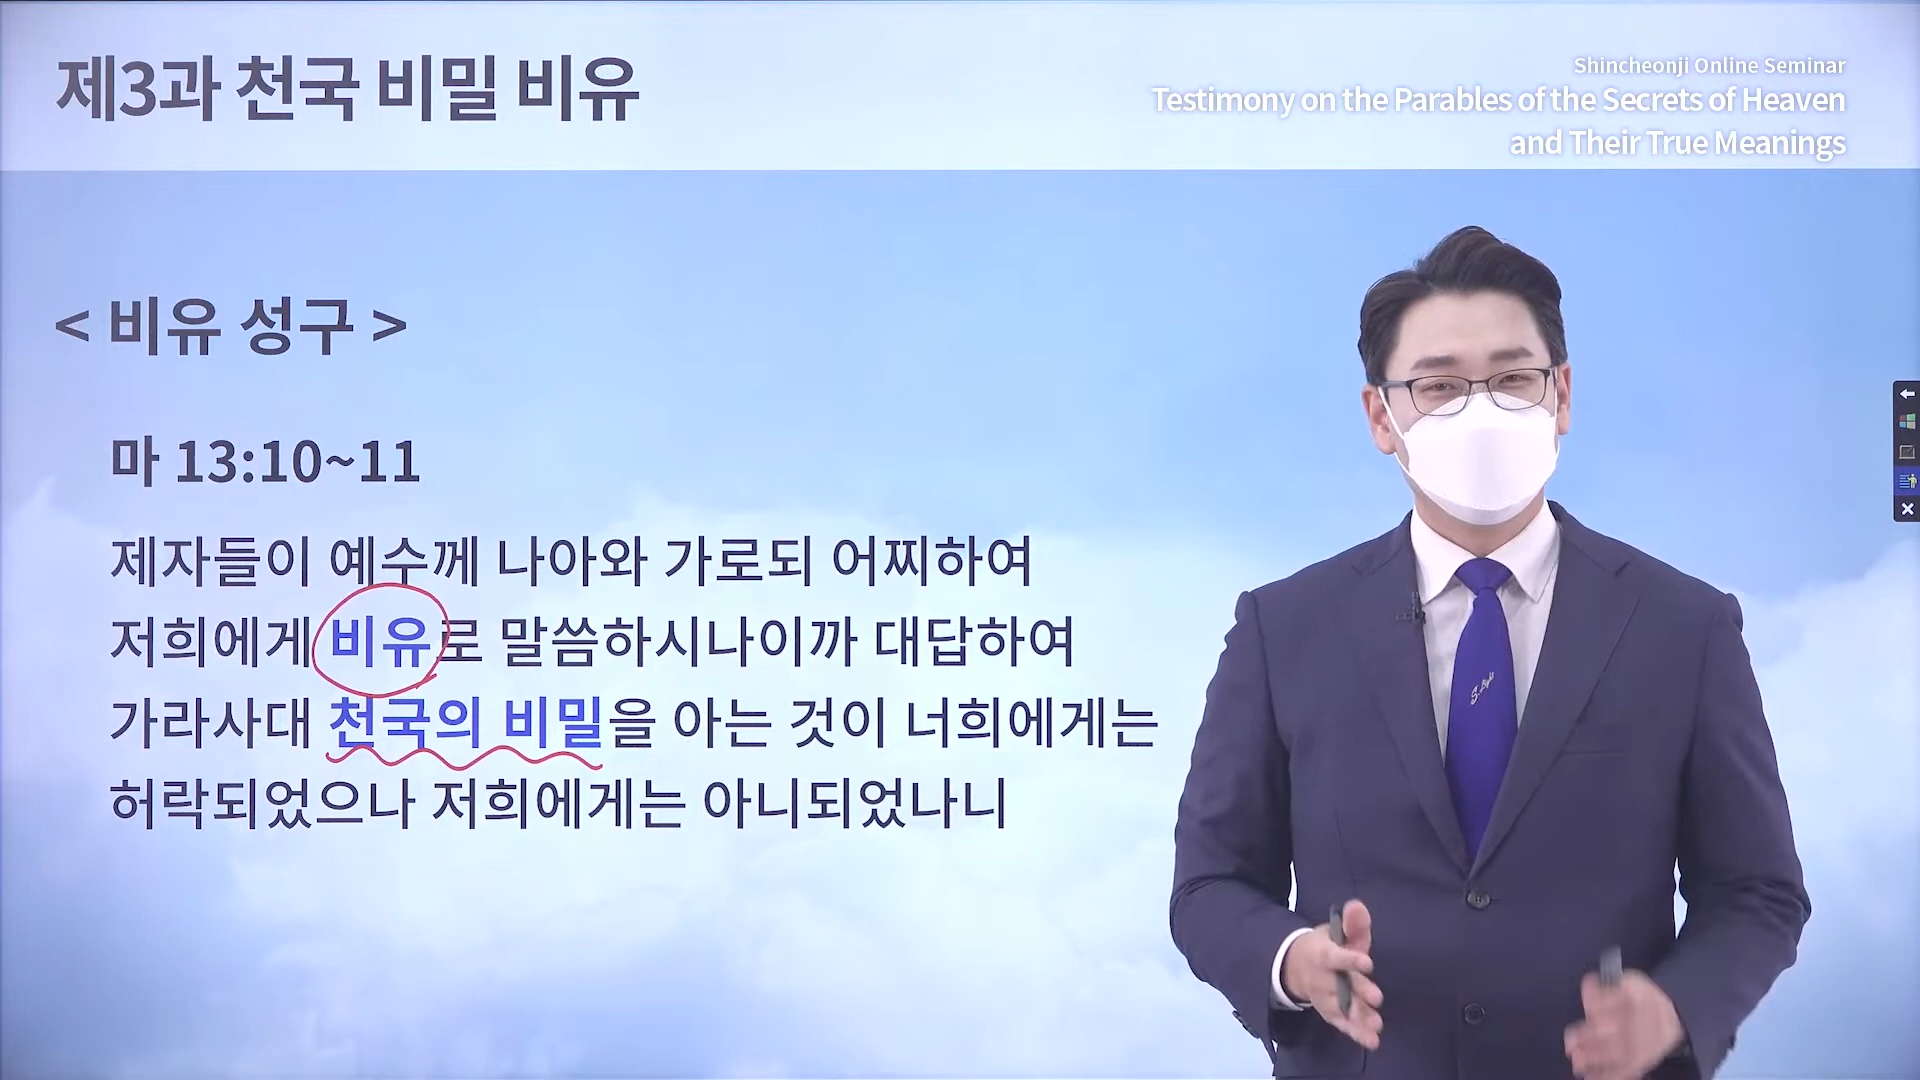 제3과 천국 비밀 비유
Shincheonji Online Seminar
Testimony on the Parables of the Secrets of Heaven
and Their True Meanings
< 비유 성구 >
마 13:10~11
제자들이 예수께 나아와 가로되 어찌하여
저희에게 비유로 말씀하시나이까 대답하여
가라사대 천국의 비밀을 아는 것이 너희에게는
허락되었으나 저희에게는 아니되었나니